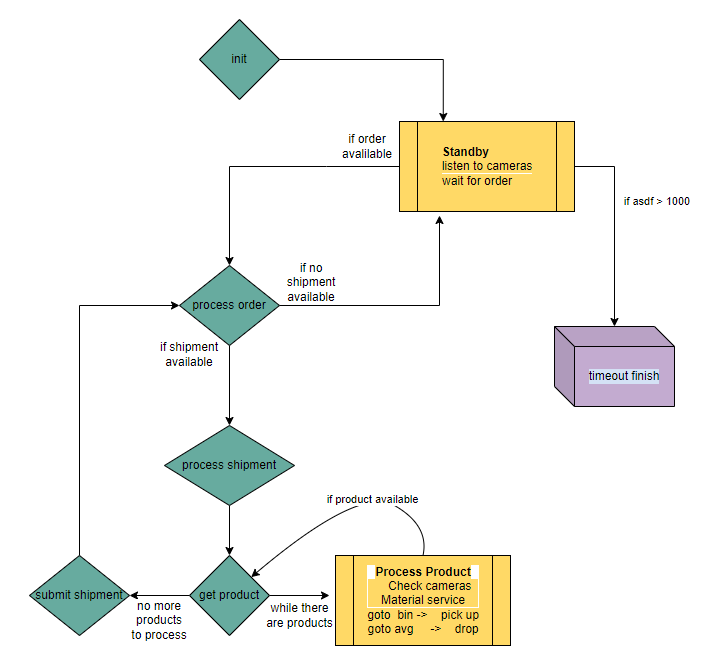 init
if order
avalilable
Standby
listen to cameras
wait for order
if asdf > 1000
if no
shipment
available
process order
if shipment
available
timeout finish
process shipment
if product available
submit shipment
get product
no more
products
to process
while there
are products
Process Product
Check cameras
Material service
goto bin -> pick up
goto avg -> drop